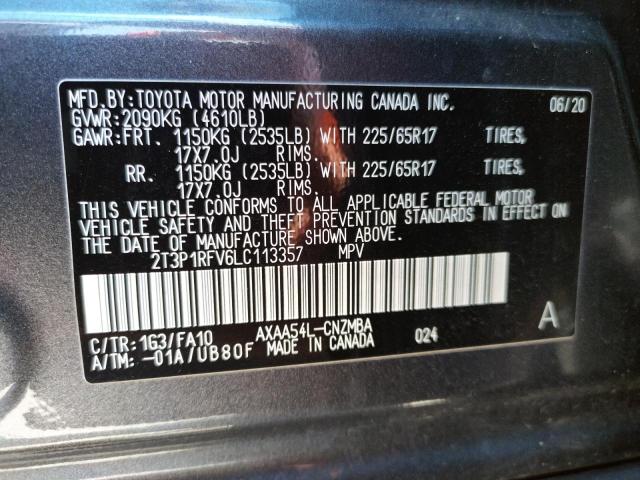 MFD.BY:TOYOTA MOTOR MANUFACTURING CANADA INC. 06/20
GVWR:2090KG (4610LB)
GAWR:FRT. 1150KG (2535LB) WITH 225/65R17 TIRES,
17X7.0J RIMS.
RR. 1150KG (2535LB) WITH 225/65R17 TIRES,
17X7.0J RIMS.
THIS VEHICLE CONFORMS TO ALL APPLICABLE FEDERAL MOTOR
VEHICLE SAFETY AND THEFT PREVENTION STANDARDS IN EFFECT ON
THE DATE OF MANUFACTURE SHOWN ABOVE.
2T3P1RFV6LC113357 MPV
A
C/TR:1G3/FA10 AXAA54L-CNZMBA 024
A/TM:-01A/UB80F MADE IN CANADA